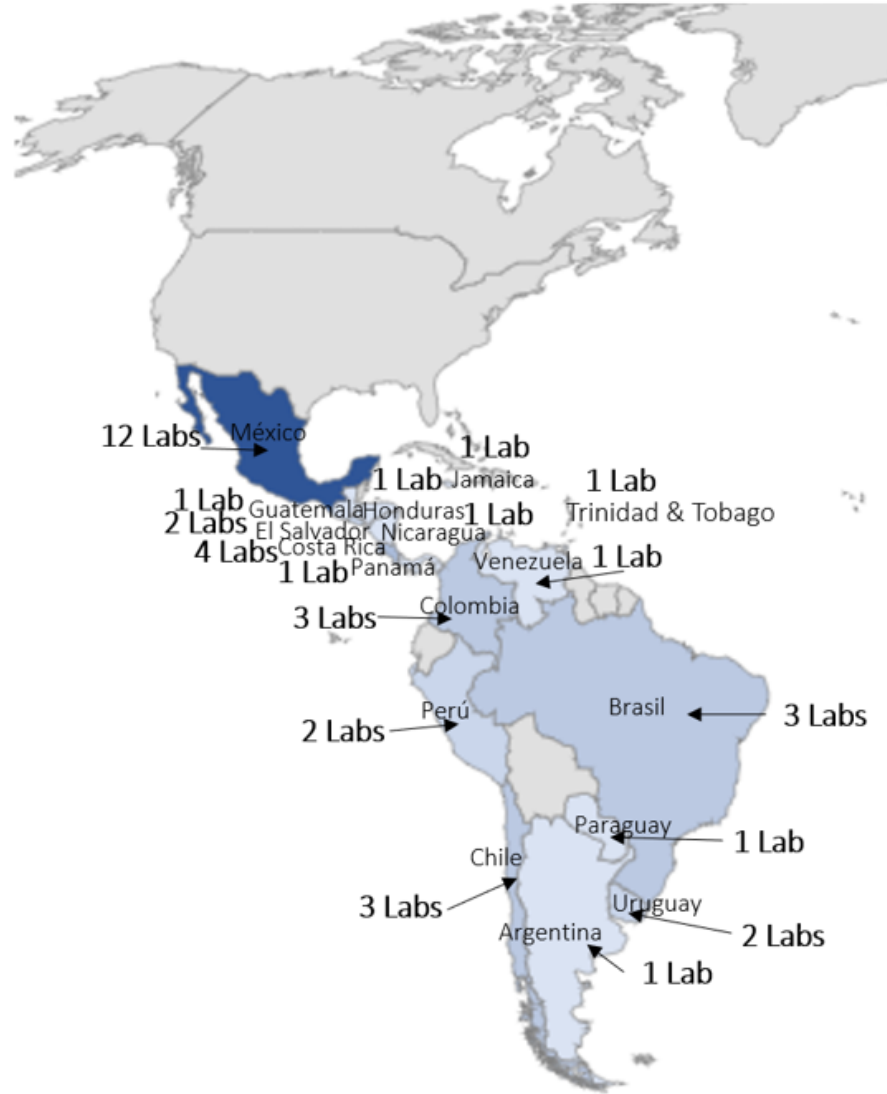 12 Labs
México
1 Lab
1 Lab
Jamaica
1 Lab
1 Lab
Guatemala
Honduras
1 Lab
Trinidad & Tobago
2 Labs
El Salvador
Nicaragua
4 Labs
Costa Rica
1 Lab
Panamá
Venezuela
1 Lab
Colombia
3 Labs
Perú
2 Labs
Brasil
3 Labs
Paraguay
1 Lab
Chile
3 Labs
Uruguay
2 Labs
Argentina
1 Lab